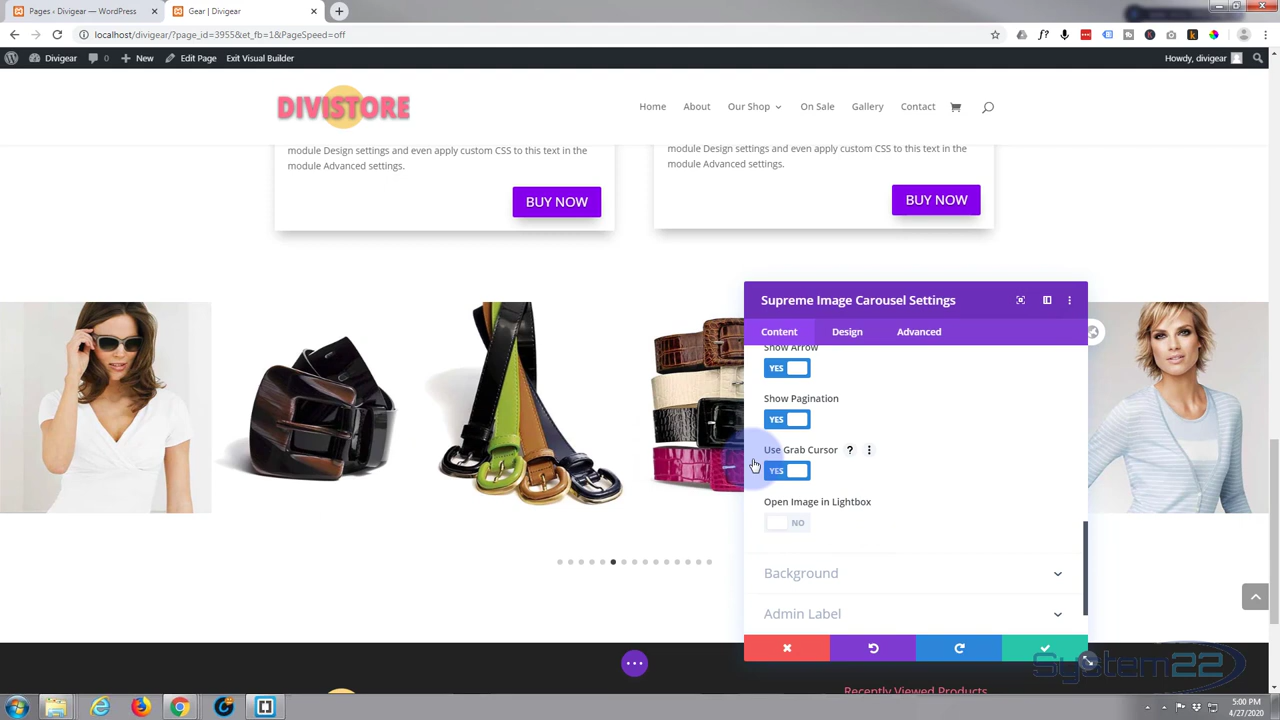 Pages ‹ Divigear — WordPress
Gear | Divigear
localhost/divigear/?page_id=3955&et_fb=1&PageSpeed=off
Divigear 0 New Edit Page Exit Visual Builder Howdy, divigear
DIVISTORE
Home About Our Shop On Sale Gallery Contact
module Design settings and even apply custom CSS to this text in the
module Advanced settings.
BUY NOW
module Design settings and even apply custom CSS to this text in the
module Advanced settings.
BUY NOW
Supreme Image Carousel Settings
Content Design Advanced
Show Arrow
YES
Show Pagination
YES
Use Grab Cursor ?
YES
Open Image in Lightbox
NO
Background
Admin Label
System22
Recently Viewed Products
5:00 PM
4/27/2020